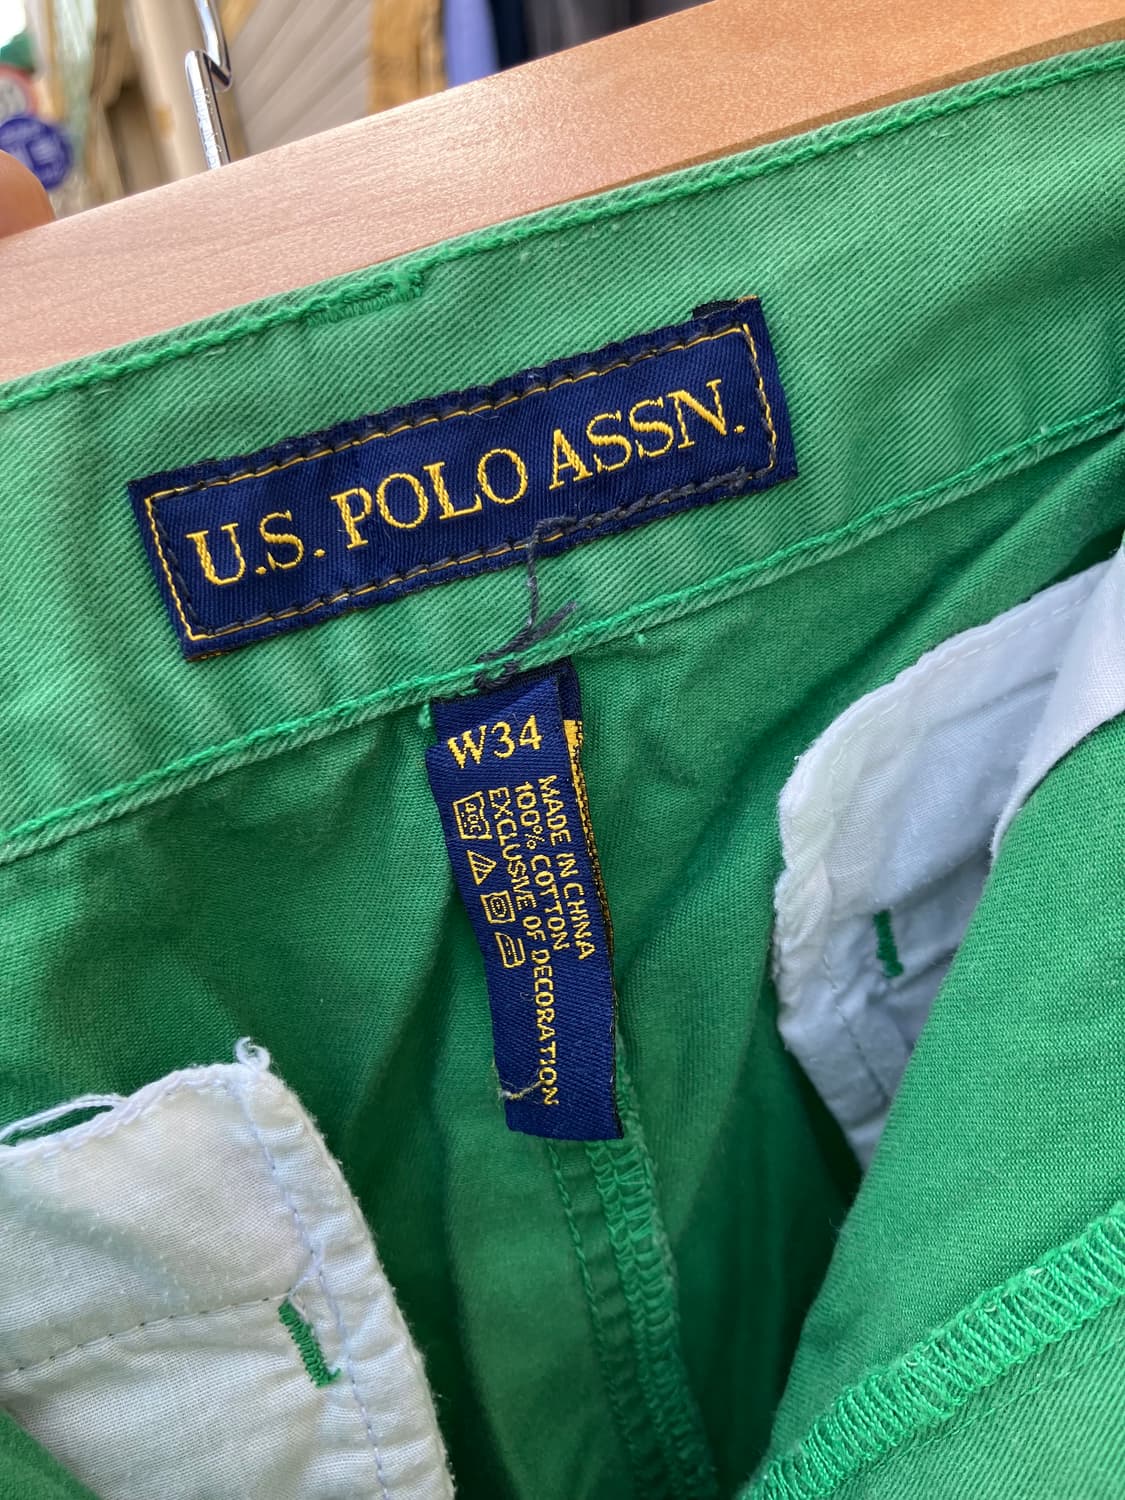 U.S. POLO ASSN.
W34
MADE IN CHINA
100% COTTON
EXCLUSIVE OF DECORATION